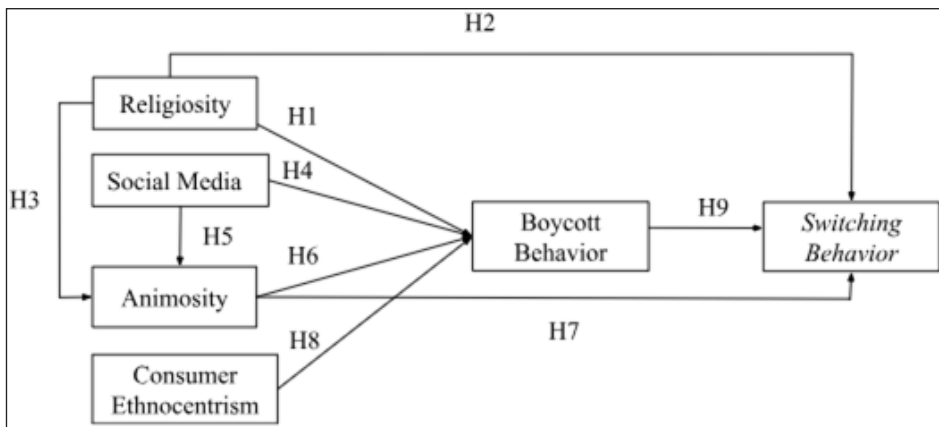 H2
Religiosity
H1
Social Media
H4
H3
Boycott
Behavior
H9
Switching
Behavior
H5
H6
Animosity
H7
H8
Consumer
Ethnocentrism